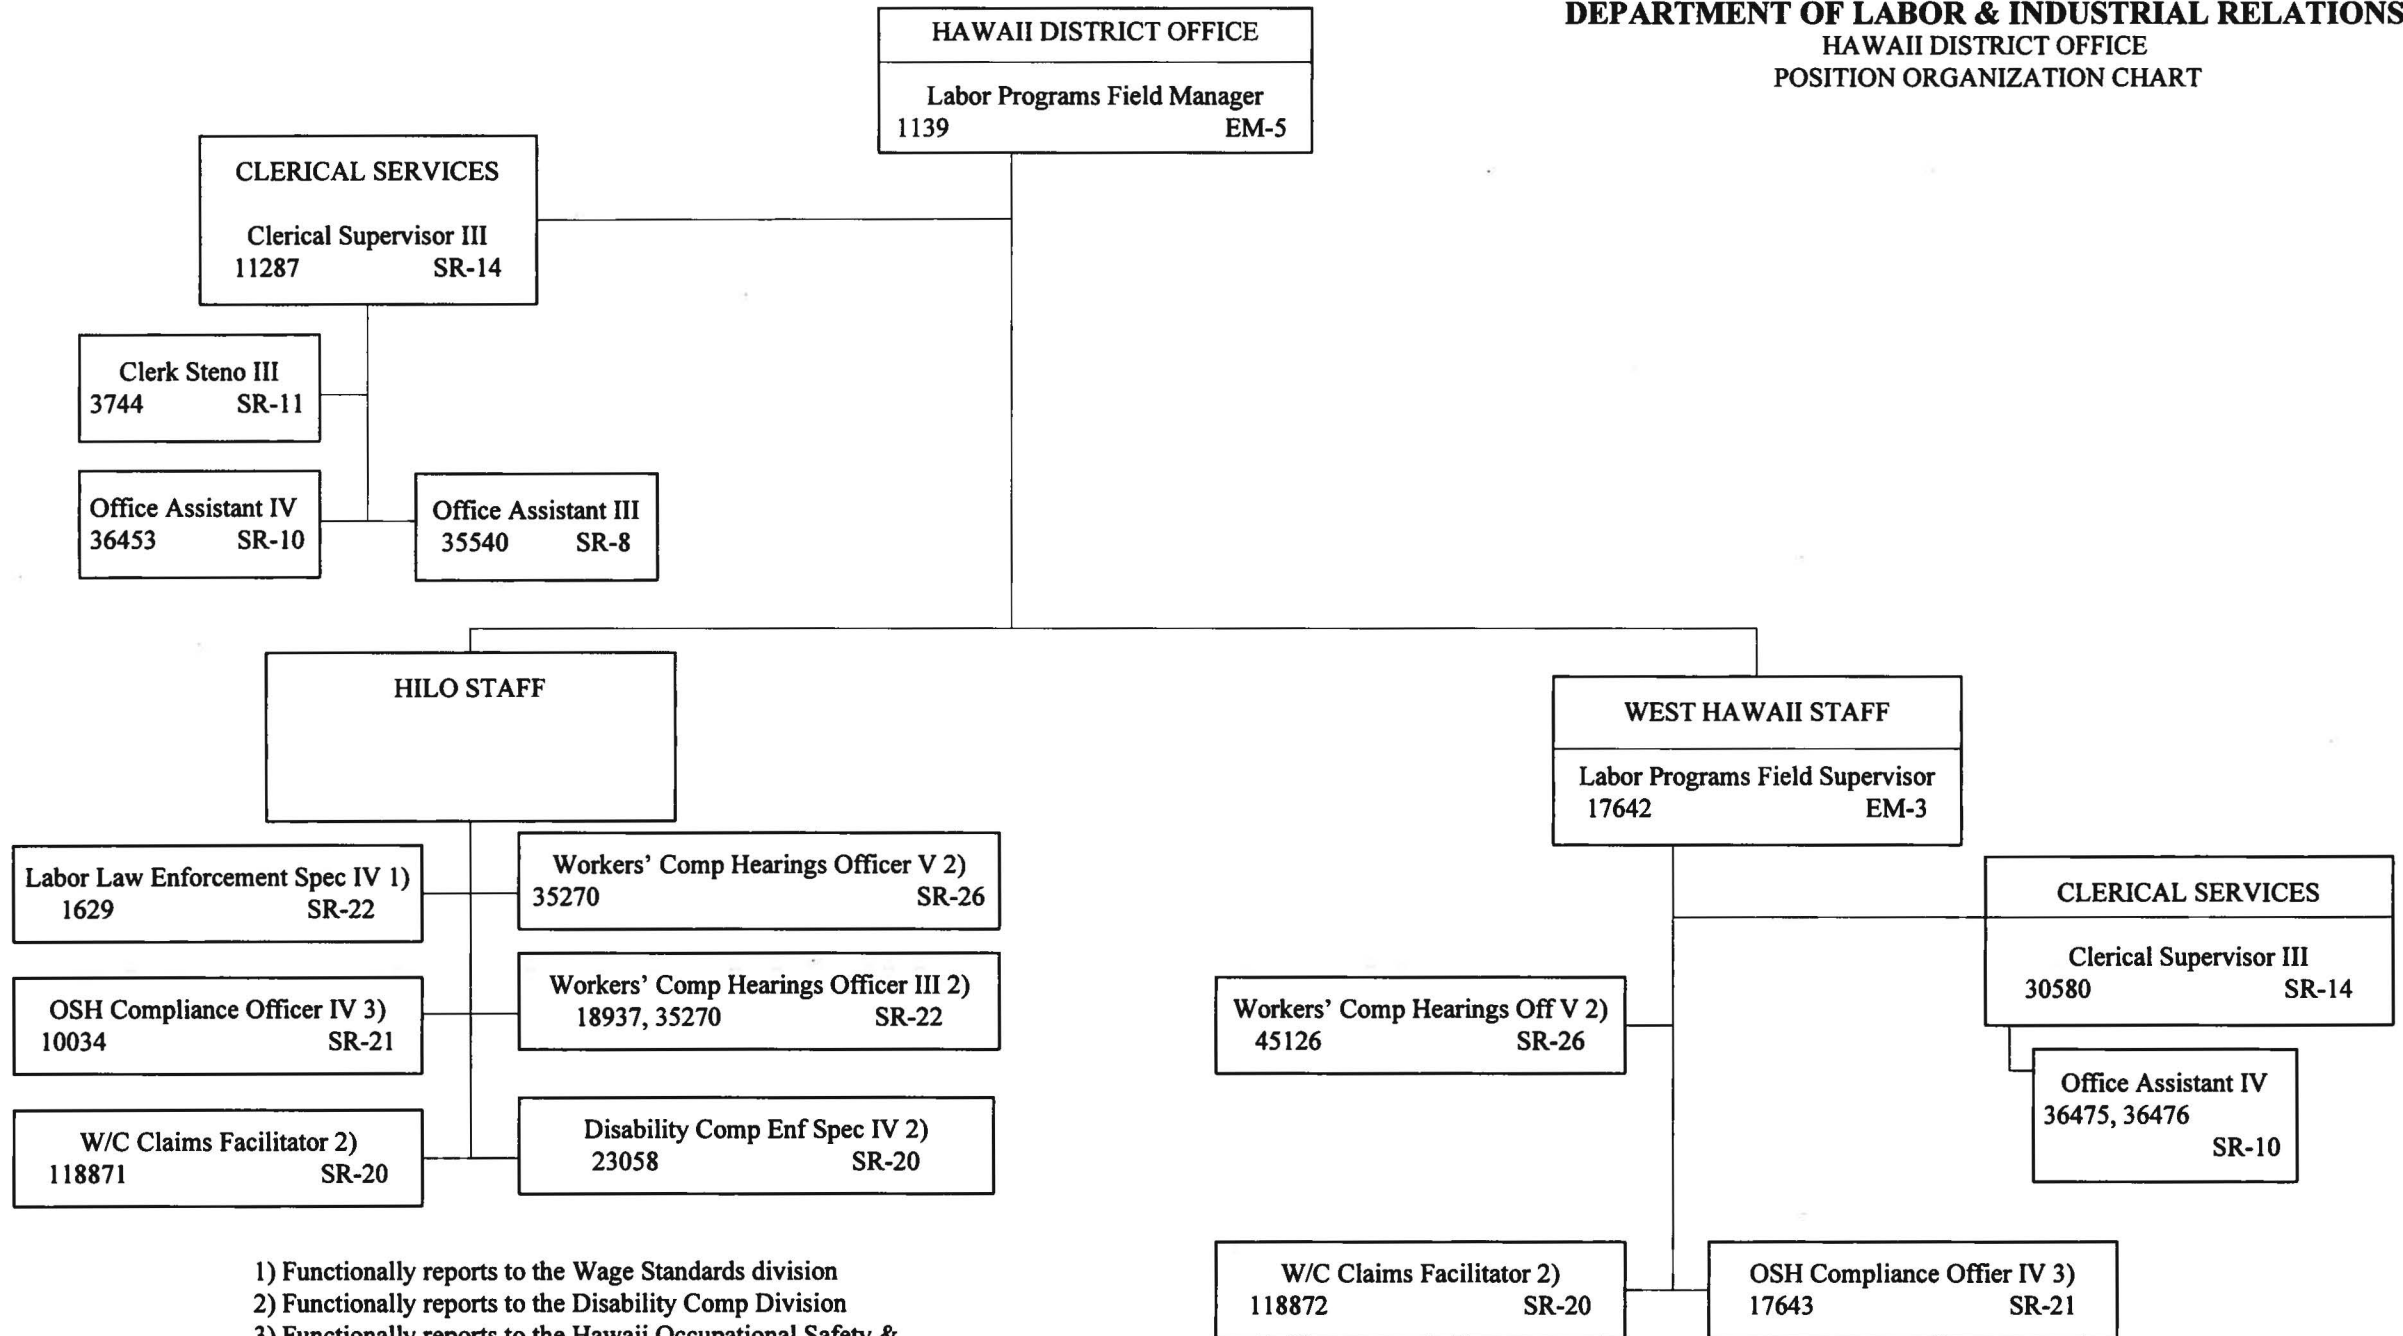 DEPARTMENT OF LABOR & INDUSTRIAL RELATIONS
HAWAII DISTRICT OFFICE
POSITION ORGANIZATION CHART
HAWAII DISTRICT OFFICE
Labor Programs Field Manager
1139 EM-5
CLERICAL SERVICES
Clerical Supervisor III
11287 SR-14
Clerk Steno III
3744 SR-11
Office Assistant IV
36453 SR-10
Office Assistant III
35540 SR-8
HILO STAFF
Labor Law Enforcement Spec IV 1)
1629 SR-22
Workers’ Comp Hearings Officer V 2)
35270 SR-26
OSH Compliance Officer IV 3)
10034 SR-21
Workers’ Comp Hearings Officer III 2)
18937, 35270 SR-22
W/C Claims Facilitator 2)
118871 SR-20
Disability Comp Enf Spec IV 2)
23058 SR-20
WEST HAWAII STAFF
Labor Programs Field Supervisor
17642 EM-3
CLERICAL SERVICES
Clerical Supervisor III
30580 SR-14
Office Assistant IV
36475, 36476
SR-10
Workers’ Comp Hearings Off V 2)
45126 SR-26
W/C Claims Facilitator 2)
118872 SR-20
OSH Compliance Offier IV 3)
17643 SR-21
1) Functionally reports to the Wage Standards division
2) Functionally reports to the Disability Comp Division
3) Functionally reports to the Hawaii Occupational Safety &